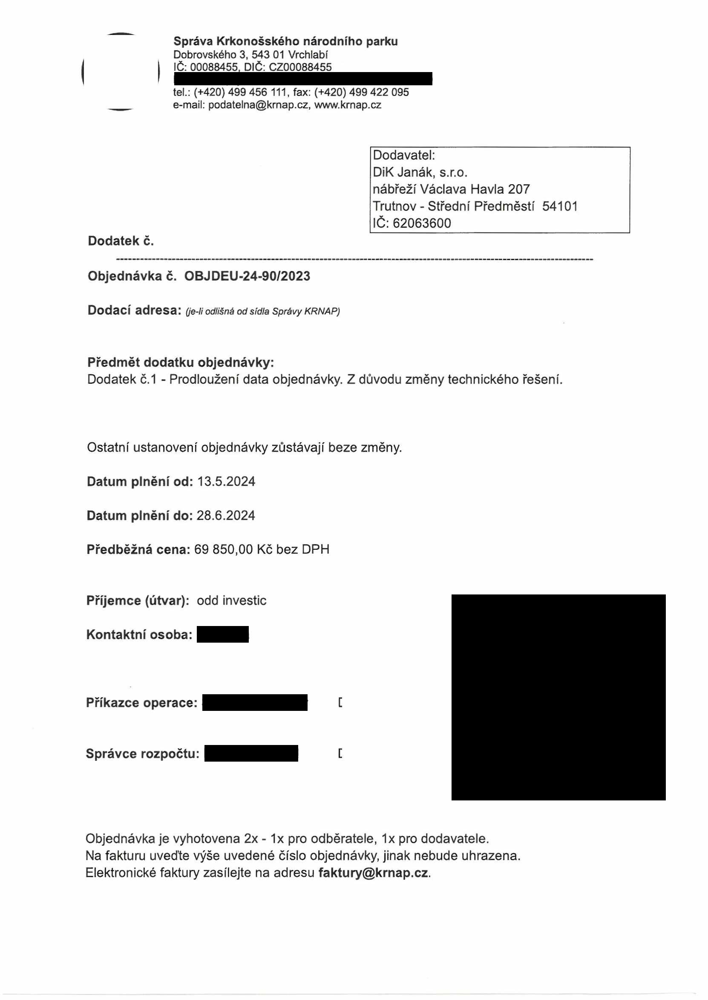 Správa Krkonošského národního parku
Dobrovského 3, 543 01 Vrchlabí
IČ: 00088455, DIČ: CZ00088455
tel.: (+420) 499 456 111, fax: (+420) 499 422 095
e-mail: podatelna@krnap.cz, www.krnap.cz
Dodavatel:
DiK Janák, s.r.o.
nábřeží Václava Havla 207
Trutnov - Střední Předměstí 54101
IČ: 62063600
Dodatek č.
Objednávka č. OBJDEU-24-90/2023
Dodací adresa: (je-li odlišná od sídla Správy KRNAP)
Předmět dodatku objednávky:
Dodatek č.1 - Prodloužení data objednávky. Z důvodu změny technického řešení.
Ostatní ustanovení objednávky zůstávají beze změny.
Datum plnění od: 13.5.2024
Datum plnění do: 28.6.2024
Předběžná cena: 69 850,00 Kč bez DPH
Příjemce (útvar): odd investic
Kontaktní osoba:
Příkazce operace:
Správce rozpočtu:
Objednávka je vyhotovena 2x - 1x pro odběratele, 1x pro dodavatele.
Na fakturu uveďte výše uvedené číslo objednávky, jinak nebude uhrazena.
Elektronické faktury zasílejte na adresu faktury@krnap.cz.